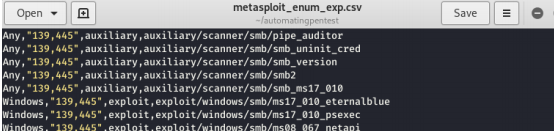 Open
metasploit_enum_exp.csv
~/automatingpentest
Save
Any,"139,445",auxiliary,auxiliary/scanner/smb/pipe_auditor
Any,"139,445",auxiliary,auxiliary/scanner/smb/smb_uninit_cred
Any,"139,445",auxiliary,auxiliary/scanner/smb/smb_version
Any,"139,445",auxiliary,auxiliary/scanner/smb/smb2
Any,"139,445",auxiliary,auxiliary/scanner/smb/smb_ms17_010
Windows,"139,445",exploit,exploit/windows/smb/ms17_010_eternalblue
Windows,"139,445",exploit,exploit/windows/smb/ms17_010_psexec
Windows,"139,445",exploit,exploit/windows/smb/ms08_067_netapi